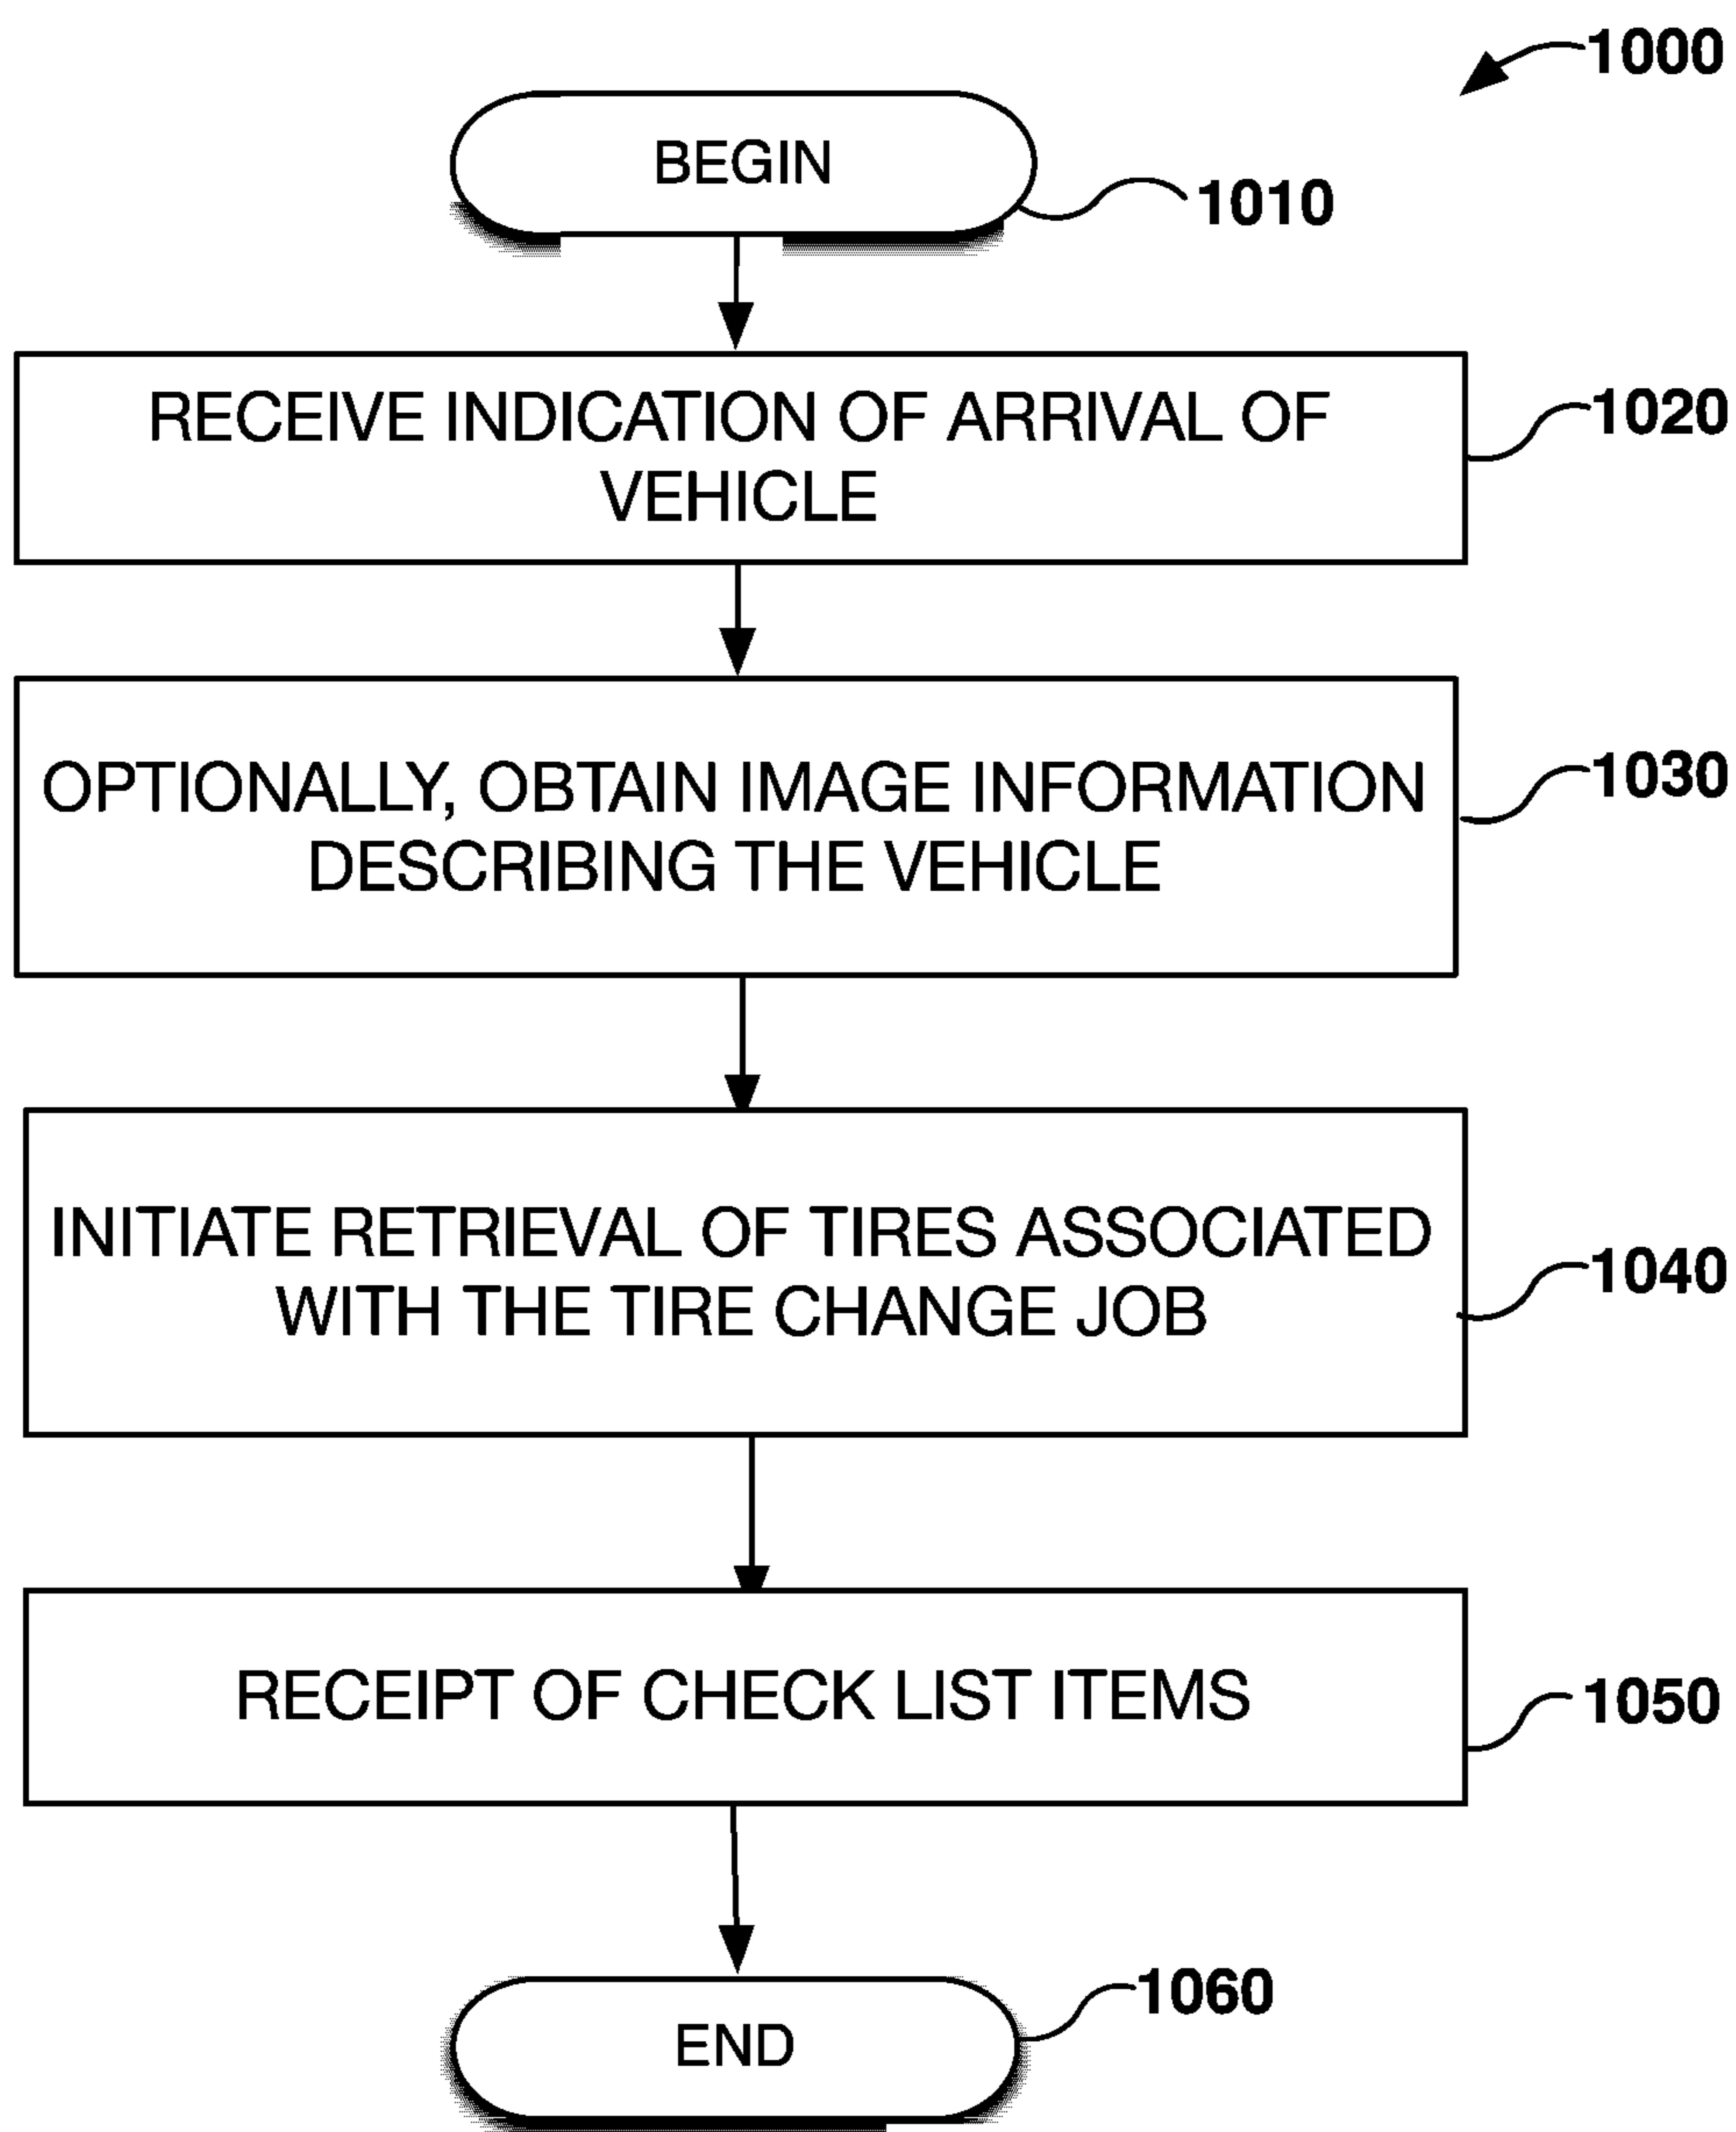 1000
BEGIN
1010
RECEIVE INDICATION OF ARRIVAL OF
VEHICLE
1020
OPTIONALLY, OBTAIN IMAGE INFORMATION
DESCRIBING THE VEHICLE
1030
INITIATE RETRIEVAL OF TIRES ASSOCIATED
WITH THE TIRE CHANGE JOB
1040
RECEIPT OF CHECK LIST ITEMS
1050
END
1060